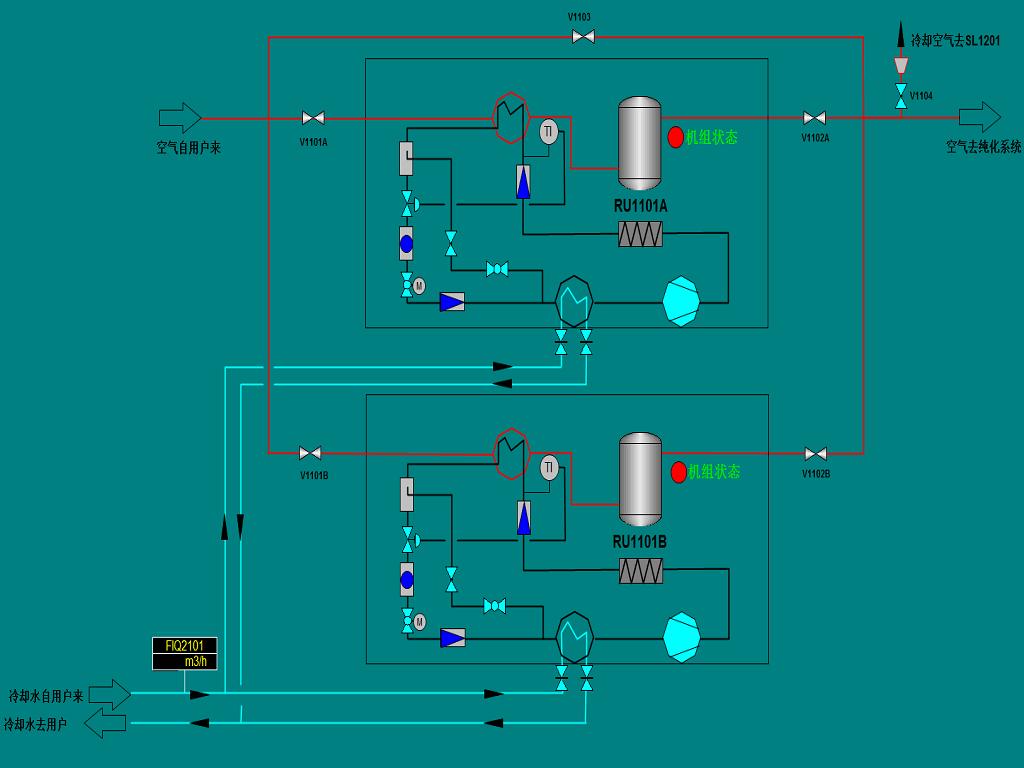 V1103
冷却空气去SL1201
V1104
V1101A
空气自用户来
TI
机组状态
V1102A
空气去纯化系统
RU1101A
M
V1101B
TI
机组状态
V1102B
RU1101B
M
FIQ2101
m3/h
冷却水自用户来
冷却水去用户